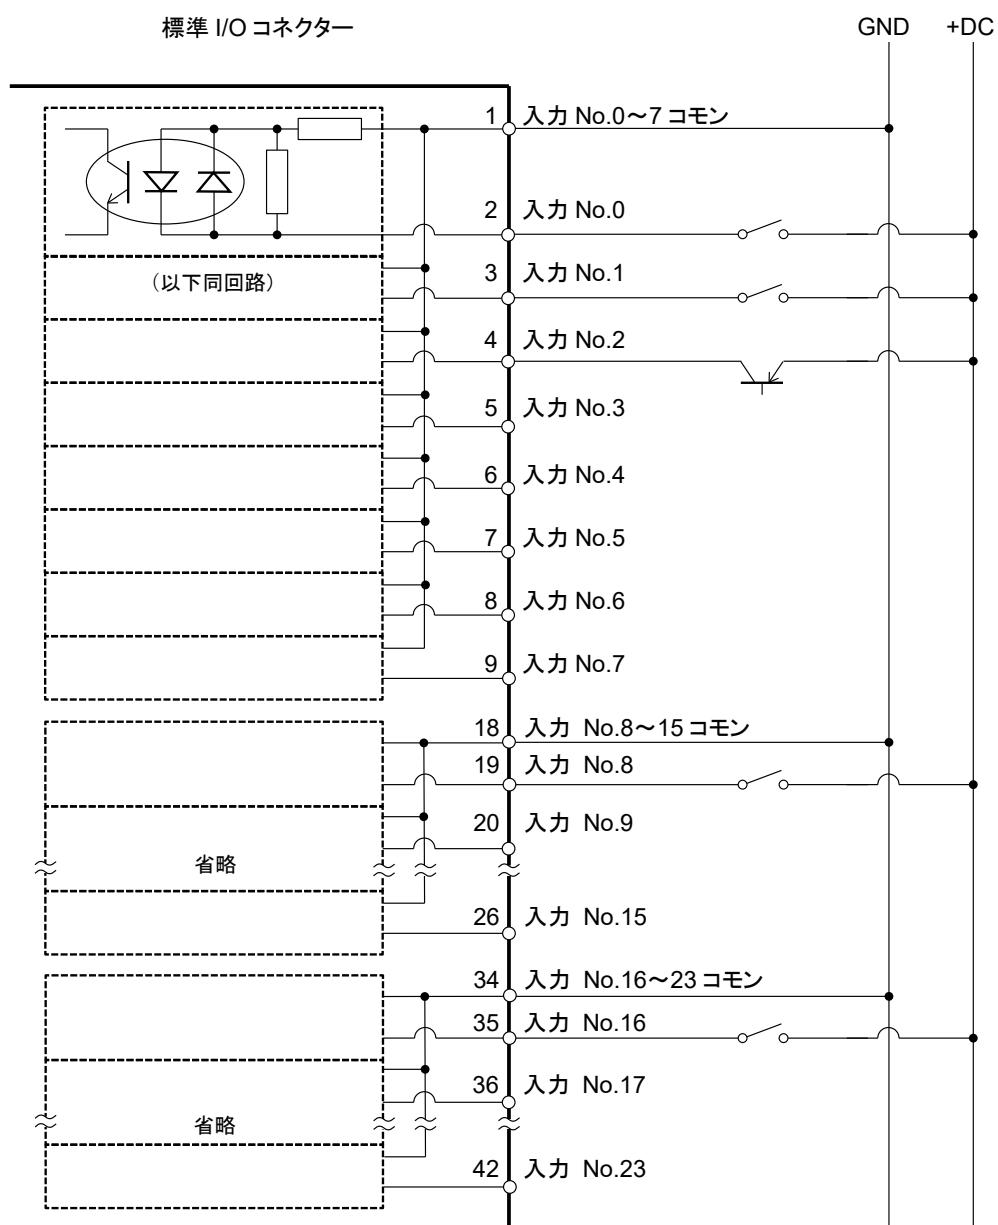 標準 I/O コネクター
GND +DC
1 入力 No.0～7 コモン
2 入力 No.0
（以下同回路）
3 入力 No.1
4 入力 No.2
5 入力 No.3
6 入力 No.4
7 入力 No.5
8 入力 No.6
9 入力 No.7
18 入力 No.8～15 コモン
19 入力 No.8
20 入力 No.9
省略
26 入力 No.15
34 入力 No.16～23 コモン
35 入力 No.16
36 入力 No.17
省略
42 入力 No.23